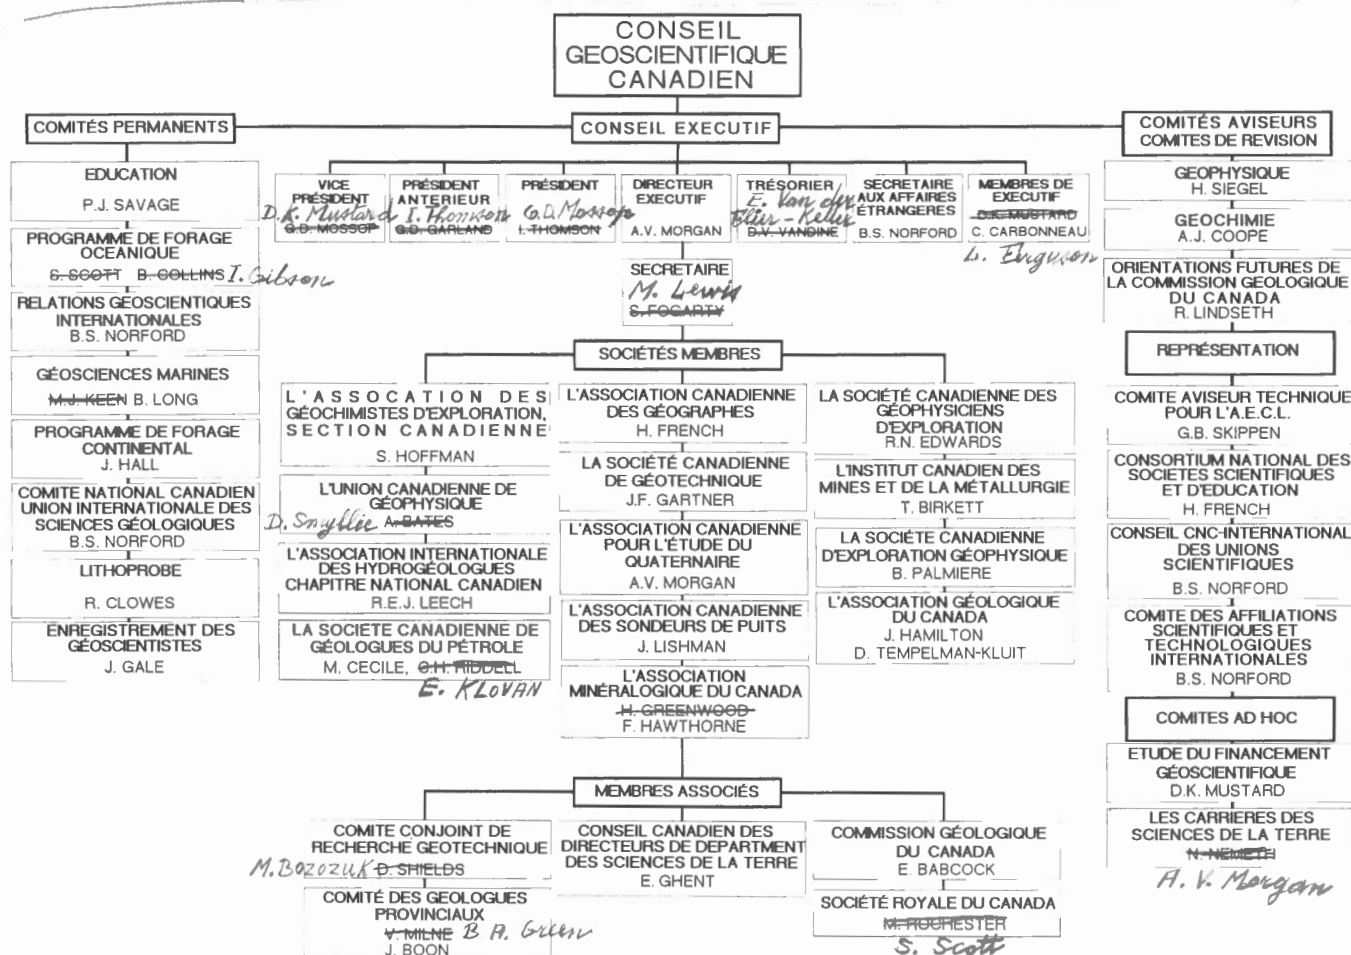 CONSEIL
GEOSCIENTIFIQUE
CANADIEN
COMITÉS PERMANENTS
EDUCATION
P.J. SAVAGE
PROGRAMME DE FORAGE
OCEANIQUE
S. SCOTT B. COLLINS I. Gibson
RELATIONS GÉOSCIENTIQUES
INTERNATIONALES
B.S. NORFORD
GÉOSCIENCES MARINES
M.J. KEEN B. LONG
PROGRAMME DE FORAGE
CONTINENTAL
J. HALL
COMITE NATIONAL CANADIEN
UNION INTERNATIONALE DES
SCIENCES GÉOLOGIQUES
B.S. NORFORD
LITHOPROBE
R. CLOWES
ENREGISTREMENT DES
GÉOSCIENTISTES
J. GALE
CONSEIL EXECUTIF
VICE
PRÉSIDENT
D.K. Mustard
G.D. MOSSOP
PRÉSIDENT
ANTERIEUR
I. Thomson
G.D. GARLAND
PRÉSIDENT
G.D. Mossop
I. THOMSON
DIRECTEUR
EXECUTIF
A.V. MORGAN
TRÉSORIER
E. Van der
Flier-Keller
D.V. VANDINE
SECRETAIRE
AUX AFFAIRES
ÉTRANGERES
B.S. NORFORD
MEMBRES DE
EXECUTIF
D.K. MUSTARD
C. CARBONNEAU
L. Ferguson
SECRETAIRE
M. Lewis
S. FOGARTY
SOCIÉTÉS MEMBRES
L'ASSOCATION DES
GÉOCHIMISTES D'EXPLORATION,
SECTION CANADIENNE
S. HOFFMAN
L'UNION CANADIENNE DE
GÉOPHYSIQUE
D. Smyllie A. BATES
L'ASSOCIATION INTERNATIONALE
DES HYDROGÉOLOGUES
CHAPITRE NATIONAL CANADIEN
R.E.J. LEECH
LA SOCIETE CANADIENNE DE
GÉOLOGUES DU PÉTROLE
M. CECILE, C.H. RIDDELL
E. KLOVAN
L'ASSOCIATION CANADIENNE
DES GÉOGRAPHES
H. FRENCH
LA SOCIÉTÉ CANADIENNE
DE GÉOTECHNIQUE
J.F. GARTNER
L'ASSOCIATION CANADIENNE
POUR L'ÉTUDE DU
QUATERNAIRE
A.V. MORGAN
L'ASSOCIATION CANADIENNE
DES SONDEURS DE PUITS
J. LISHMAN
L'ASSOCIATION
MINÉRALOGIQUE DU CANADA
H. GREENWOOD
F. HAWTHORNE
LA SOCIÉTÉ CANADIENNE DES
GÉOPHYSICIENS
D'EXPLORATION
R.N. EDWARDS
L'INSTITUT CANADIEN DES
MINES ET DE LA MÉTALLURGIE
T. BIRKETT
LA SOCIÉTÉ CANADIENNE
D'EXPLORATION GÉOPHYSIQUE
B. PALMIERE
L'ASSOCIATION GÉOLOGIQUE
DU CANADA
J. HAMILTON
D. TEMPELMAN-KLUIT
MEMBRES ASSOCIÉS
COMITE CONJOINT DE
RECHERCHE GEOTECHNIQUE
M. BOZOZUK D. SHIELDS
COMITÉ DES GEOLOGUES
PROVINCIAUX
V. MILNE B A. Green
J. BOON
CONSEIL CANADIEN DES
DIRECTEURS DE DEPARTMENT
DES SCIENCES DE LA TERRE
E. GHENT
COMMISSION GÉOLOGIQUE
DU CANADA
E. BABCOCK
SOCIÉTÉ ROYALE DU CANADA
M. ROCHESTER
S. Scott
COMITÉS AVISEURS
COMITES DE REVISION
GEOPHYSIQUE
H. SIEGEL
GEOCHIMIE
A.J. COOPE
ORIENTATIONS FUTURES DE
LA COMMISSION GEOLOGIQUE
DU CANADA
R. LINDSETH
REPRÉSENTATION
COMITE AVISEUR TECHNIQUE
POUR L'A.E.C.L.
G.B. SKIPPEN
CONSORTIUM NATIONAL DES
SOCIETES SCIENTIFIQUES
ET D'EDUCATION
H. FRENCH
CONSEIL CNC-INTERNATIONAL
DES UNIONS
SCIENTIFIQUES
B.S. NORFORD
COMITE DES AFFILIATIONS
SCIENTIFIQUES ET
TECHNOLOGIQUES
INTERNATIONALES
B.S. NORFORD
COMITES AD HOC
ETUDE DU FINANCEMENT
GÉOSCIENTIFIQUE
D.K. MUSTARD
LES CARRIERES DES
SCIENCES DE LA TERRE
N. NEMETH
A. V. Morgan